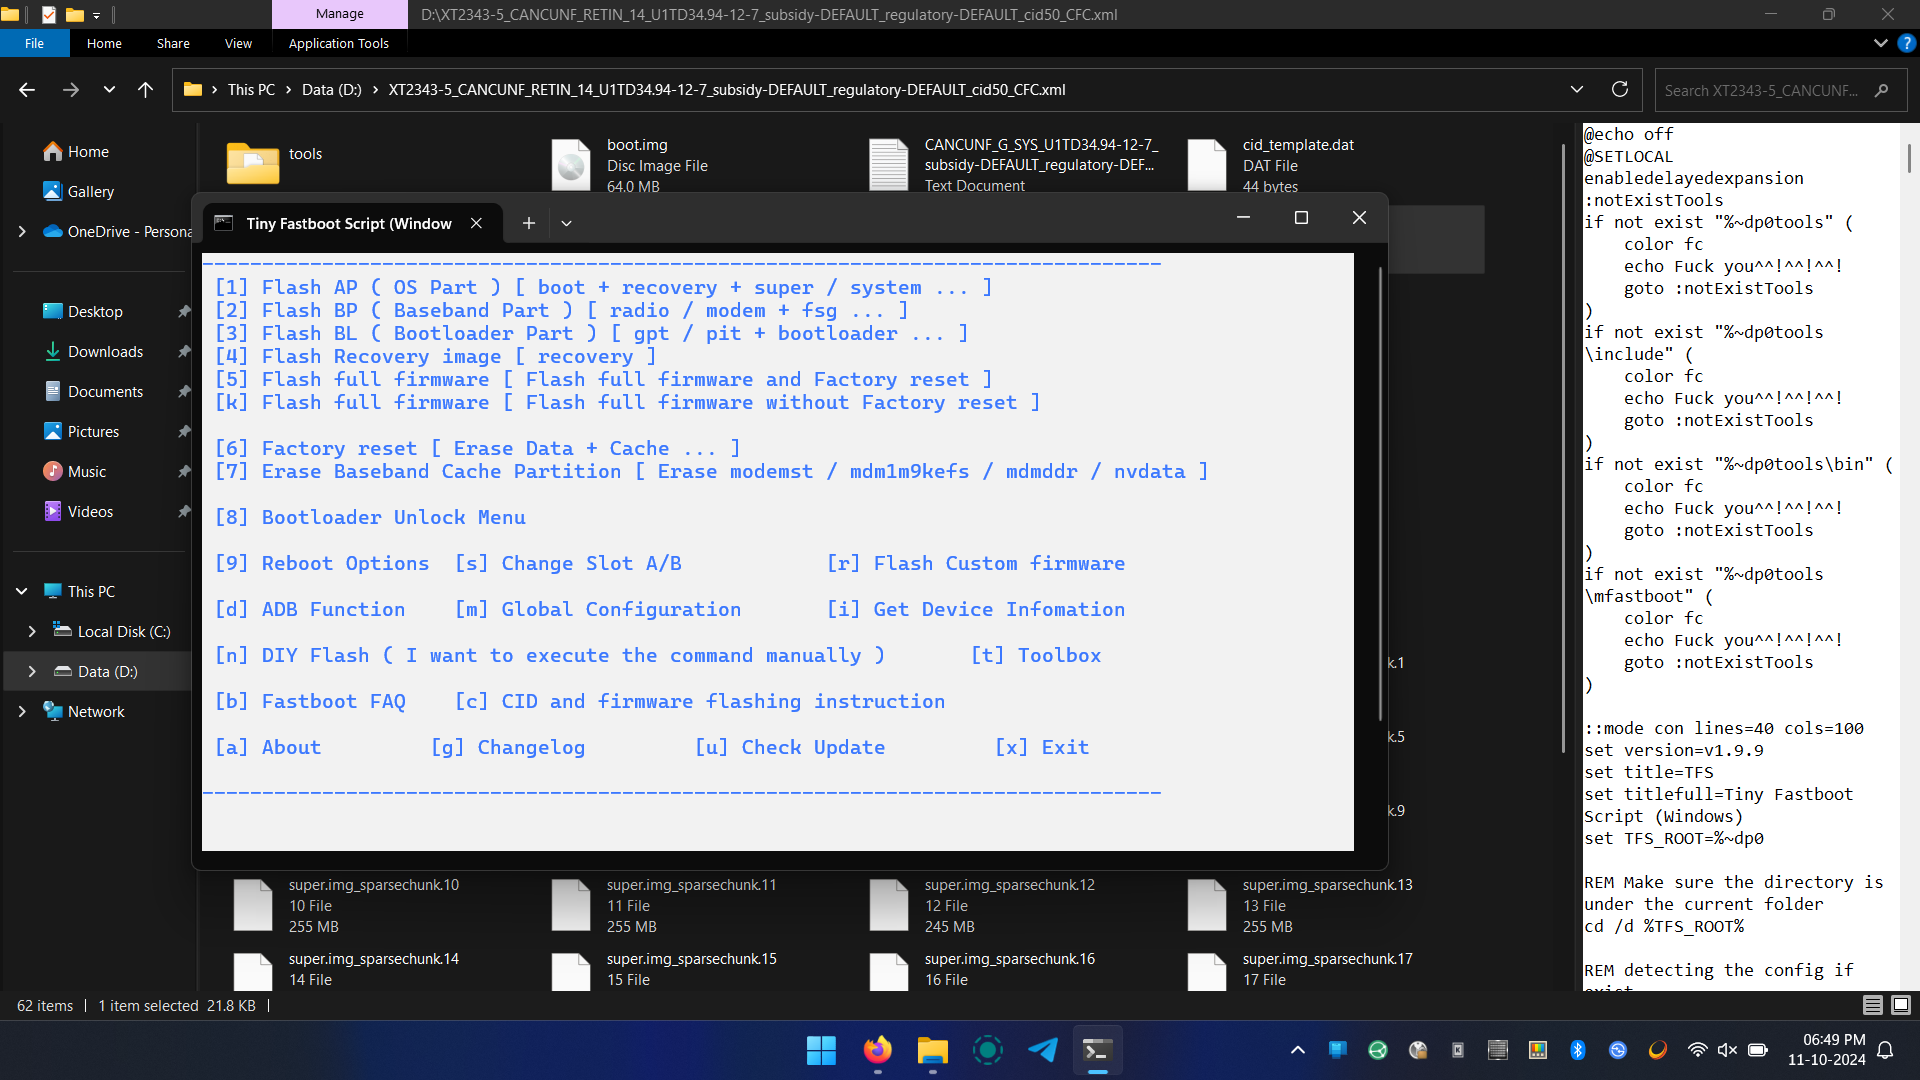 Manage
D:\XT2343-5_CANCUNF_RETIN_14_U1TD34.94-12-7_subsidy-DEFAULT_regulatory-DEFAULT_cid50_CFC.xml
File
Home
Share
View
Application Tools
This PC
Data (D:)
XT2343-5_CANCUNF_RETIN_14_U1TD34.94-12-7_subsidy-DEFAULT_regulatory-DEFAULT_cid50_CFC.xml
Search XT2343-5_CANCUNF...
Home
Gallery
OneDrive - Persona
Desktop
Downloads
Documents
Pictures
Music
Videos
This PC
Local Disk (C:)
Data (D:)
Network
tools
boot.img
Disc Image File
64.0 MB
CANCUNF_G_SYS_U1TD34.94-12-7_
subsidy-DEFAULT_regulatory-DEF...
Text Document
cid_template.dat
DAT File
44 bytes
Tiny Fastboot Script (Window
[1] Flash AP ( OS Part ) [ boot + recovery + super / system ... ]
[2] Flash BP ( Baseband Part ) [ radio / modem + fsg ... ]
[3] Flash BL ( Bootloader Part ) [ gpt / pit + bootloader ... ]
[4] Flash Recovery image [ recovery ]
[5] Flash full firmware [ Flash full firmware and Factory reset ]
[k] Flash full firmware [ Flash full firmware without Factory reset ]
[6] Factory reset [ Erase Data + Cache ... ]
[7] Erase Baseband Cache Partition [ Erase modemst / mdm1m9kefs / mdmddr / nvdata ]
[8] Bootloader Unlock Menu
[9] Reboot Options [s] Change Slot A/B [r] Flash Custom firmware
[d] ADB Function [m] Global Configuration [i] Get Device Infomation
[n] DIY Flash ( I want to execute the command manually ) [t] Toolbox
[b] Fastboot FAQ [c] CID and firmware flashing instruction
[a] About [g] Changelog [u] Check Update [x] Exit
k.1
k.5
k.9
super.img_sparsechunk.10
10 File
255 MB
super.img_sparsechunk.11
11 File
255 MB
super.img_sparsechunk.12
12 File
245 MB
super.img_sparsechunk.13
13 File
255 MB
super.img_sparsechunk.14
14 File
super.img_sparsechunk.15
15 File
super.img_sparsechunk.16
16 File
super.img_sparsechunk.17
17 File
@echo off
@SETLOCAL
enabledelayedexpansion
:notExistTools
if not exist "%~dp0tools" (
color fc
echo Fuck you^^!^^!^^!
goto :notExistTools
)
if not exist "%~dp0tools
\include" (
color fc
echo Fuck you^^!^^!^^!
goto :notExistTools
)
if not exist "%~dp0tools\bin" (
color fc
echo Fuck you^^!^^!^^!
goto :notExistTools
)
if not exist "%~dp0tools
\mfastboot" (
color fc
echo Fuck you^^!^^!^^!
goto :notExistTools
)
::mode con lines=40 cols=100
set version=v1.9.9
set title=TFS
set titlefull=Tiny Fastboot
Script (Windows)
set TFS_ROOT=%~dp0
REM Make sure the directory is
under the current folder
cd /d %TFS_ROOT%
REM detecting the config if
exist
62 items
1 item selected 21.8 KB
06:49 PM
11-10-2024